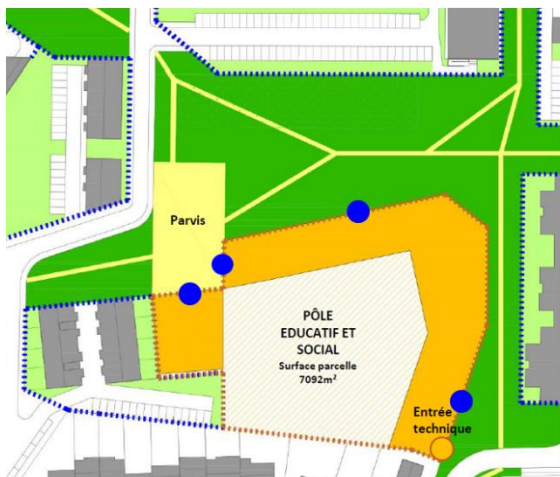 Parvis
PÔLE
EDUCATIF ET
SOCIAL
Surface parcelle
7092m²
Entrée
technique